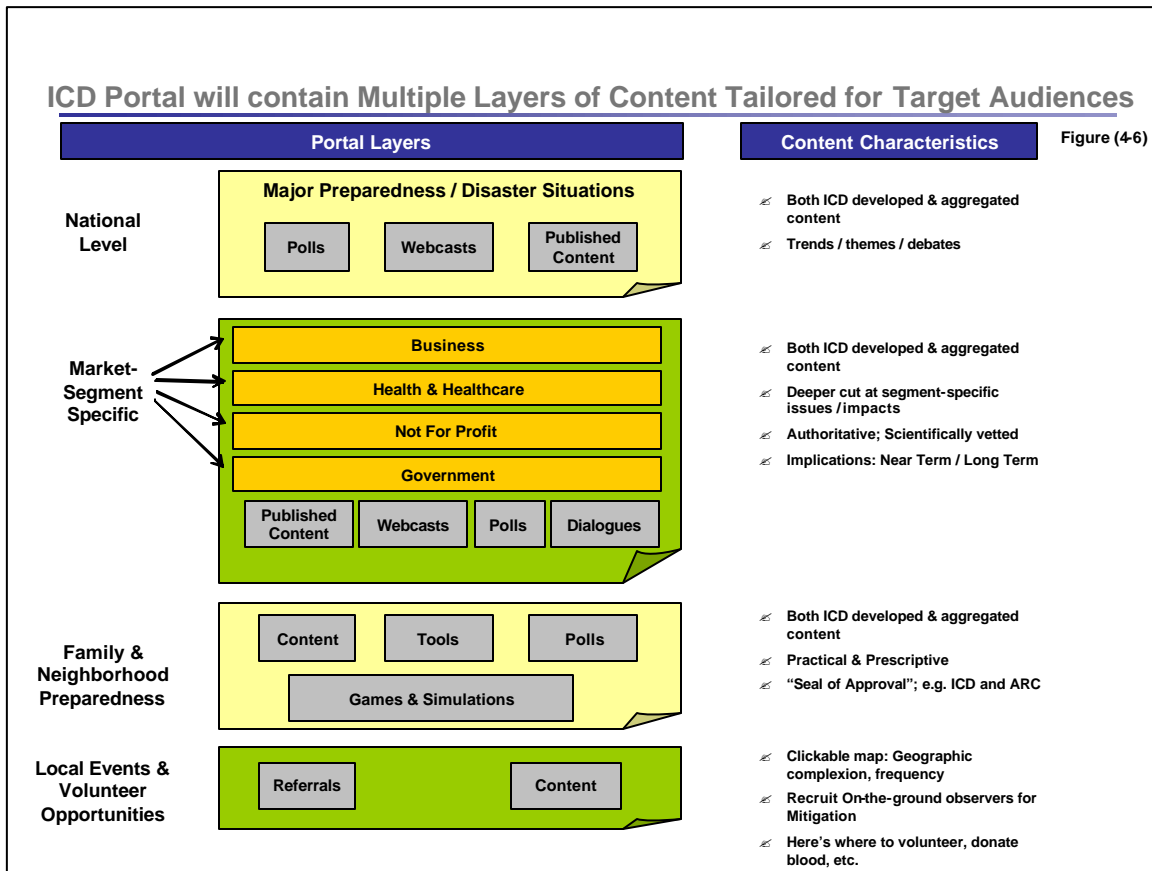 ICD Portal will contain Multiple Layers of Content Tailored for Target Audiences
Portal Layers
Content Characteristics
Figure (4-6)
National
Level
Major Preparedness / Disaster Situations
Polls
Webcasts
Published
Content
Both ICD developed & aggregated
content
Trends / themes / debates
Market-
Segment
Specific
Business
Health & Healthcare
Not For Profit
Government
Published
Content
Webcasts
Polls
Dialogues
Both ICD developed & aggregated
content
Deeper cut at segment-specific
issues / impacts
Authoritative; Scientifically vetted
Implications: Near Term / Long Term
Family &
Neighborhood
Preparedness
Content
Tools
Polls
Games & Simulations
Both ICD developed & aggregated
content
Practical & Prescriptive
“Seal of Approval”; e.g. ICD and ARC
Local Events &
Volunteer
Opportunities
Referrals
Content
Clickable map: Geographic
complexion, frequency
Recruit On-the-ground observers for
Mitigation
Here’s where to volunteer, donate
blood, etc.